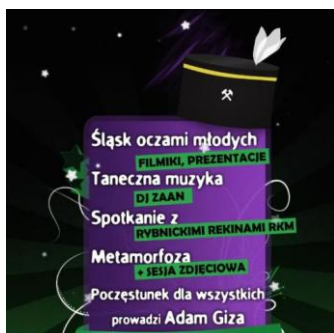 Śląsk oczami młodych
FILMIKI, PREZENTACJE
Taneczna muzyka
DJ ZAAN
Spotkanie z
RYBNICKIMI REKINAMI RKM
Metamorfoza
+ SESJA ZDJĘCIOWA
Poczęstunek dla wszystkich
prowadzi Adam Giza